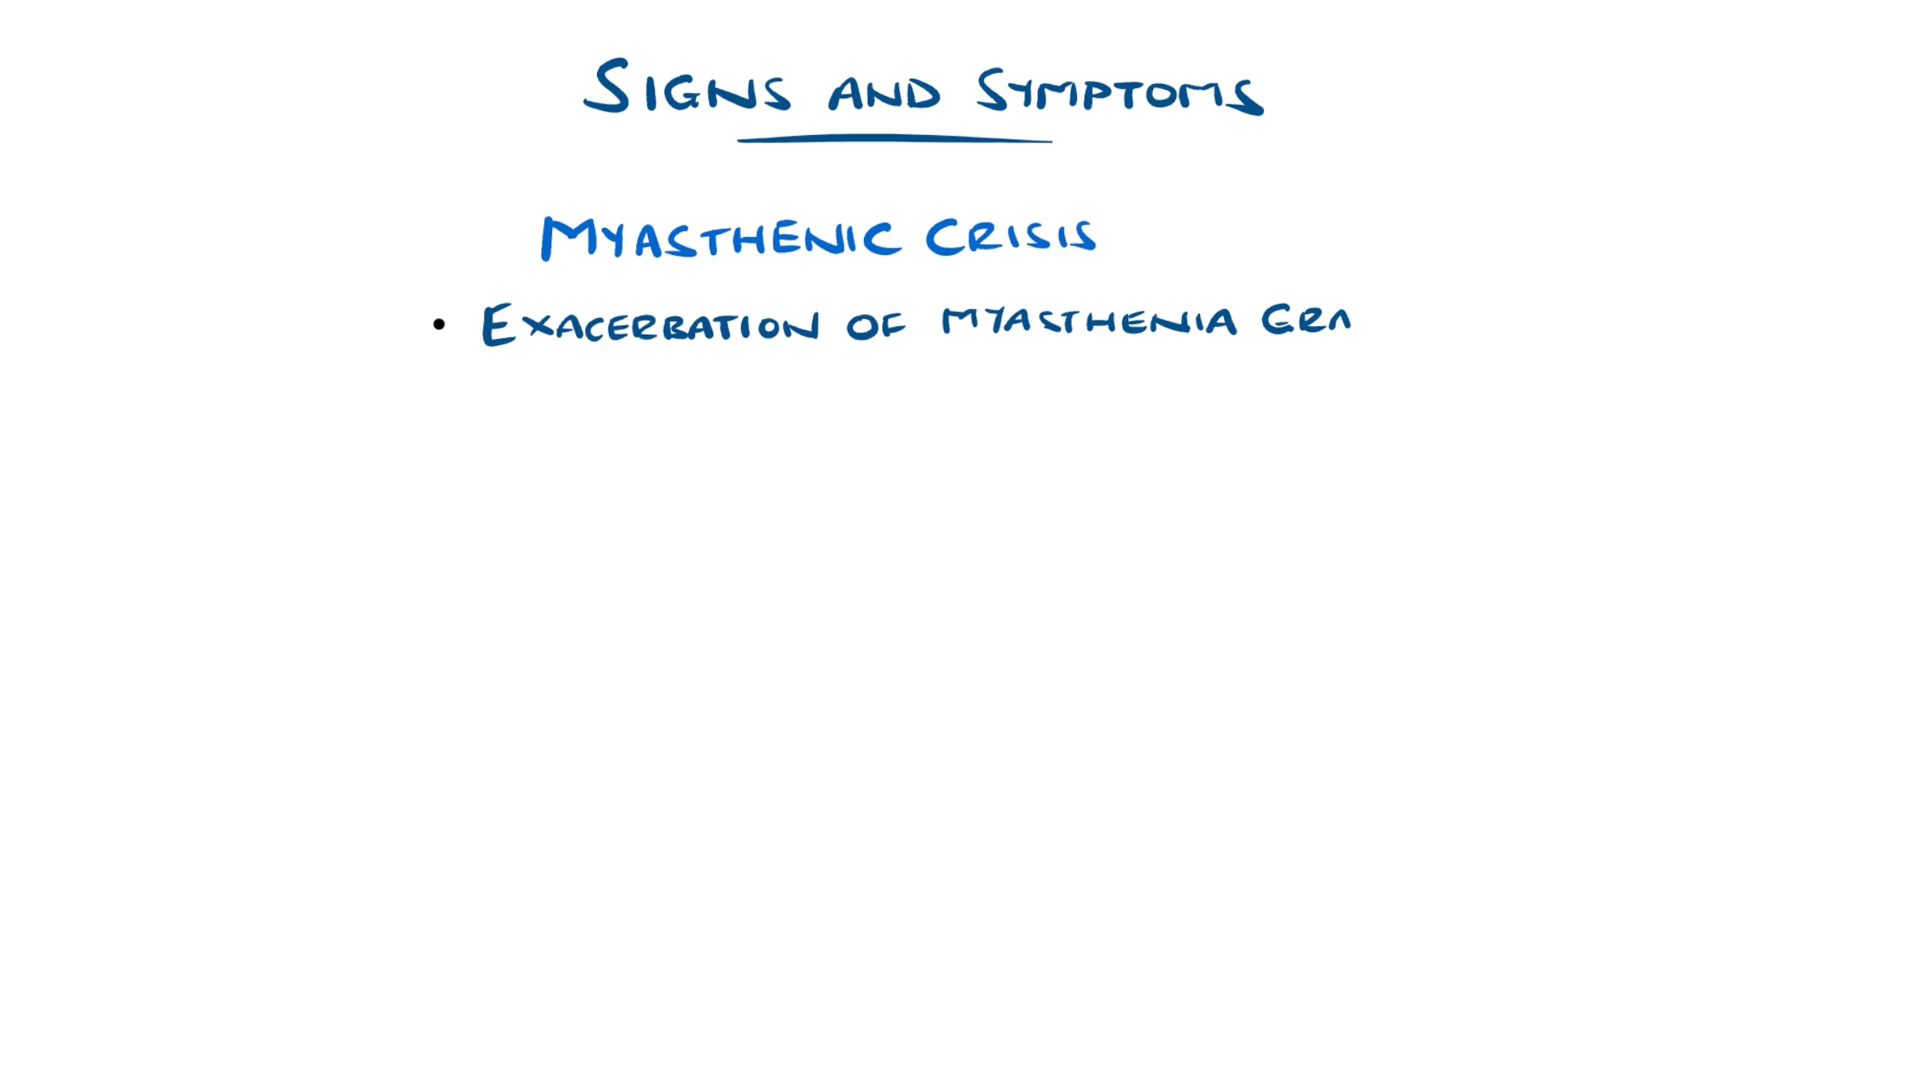 Signs and Symptoms
Myasthenic Crisis
• Exacerbation of myasthenia Gra